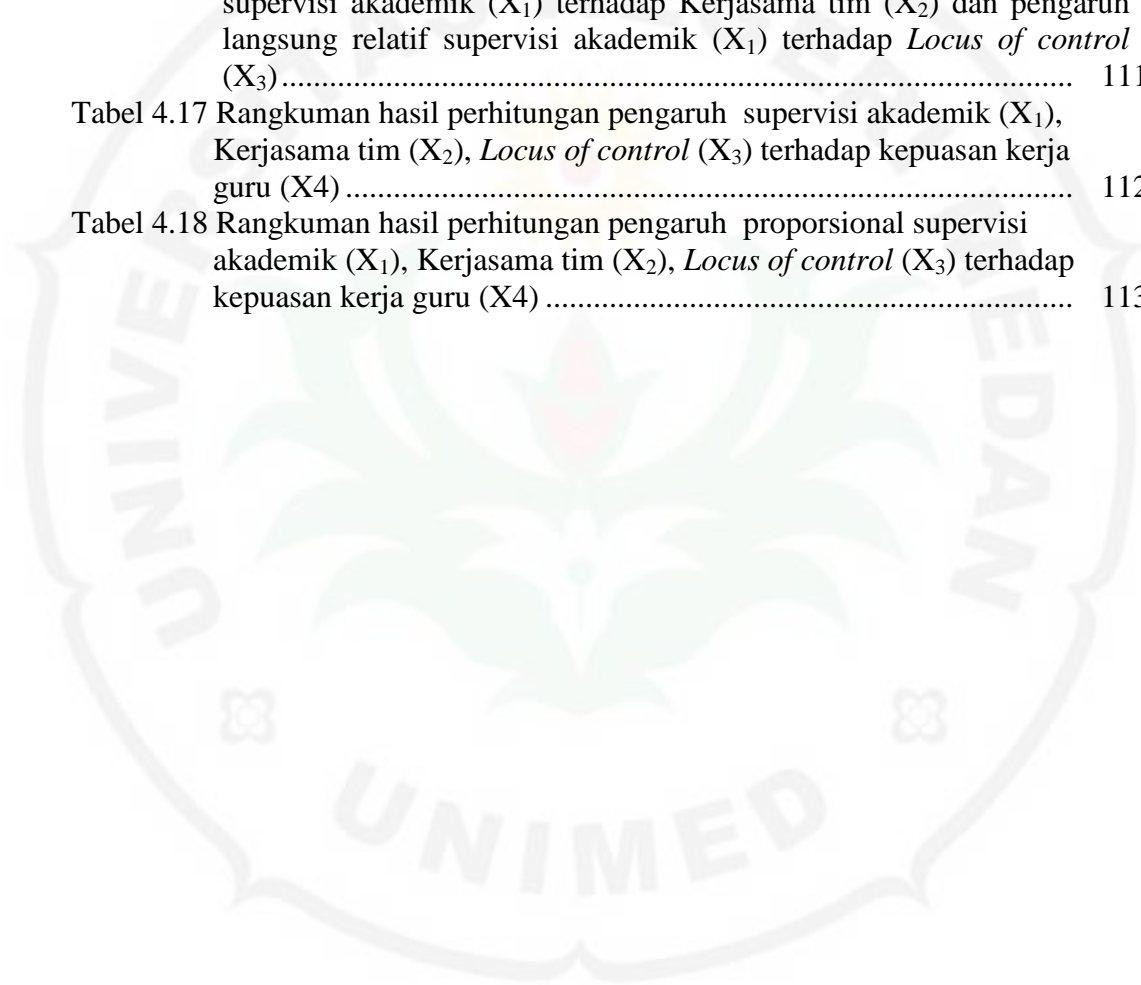 supervisi akademik (X₁) terhadap Kerjasama tim (X₂) dan pengaruh
langsung relatif supervisi akademik (X₁) terhadap Locus of control
(X₃)................................................................................................... 111
Tabel 4.17 Rangkuman hasil perhitungan pengaruh supervisi akademik (X₁),
Kerjasama tim (X₂), Locus of control (X₃) terhadap kepuasan kerja
guru (X4) ........................................................................................... 112
Tabel 4.18 Rangkuman hasil perhitungan pengaruh proporsional supervisi
akademik (X₁), Kerjasama tim (X₂), Locus of control (X₃) terhadap
kepuasan kerja guru (X4) .................................................................. 113
UNIMED